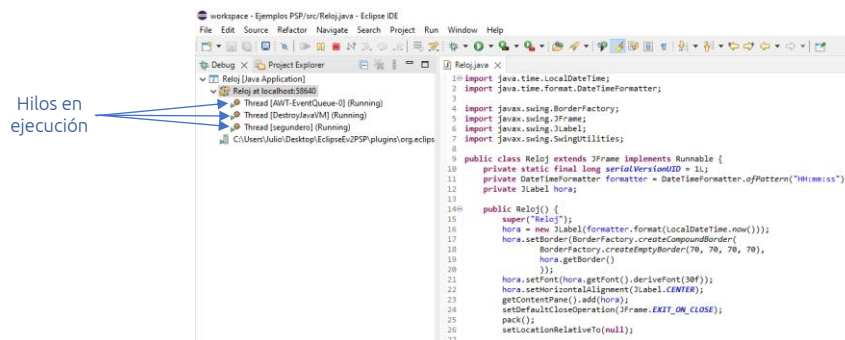 workspace - Ejemplos PSP/src/Reloj.java - Eclipse IDE
File Edit Source Refactor Navigate Search Project Run Window Help
Debug Project Explorer
Reloj [Java Application]
Reloj at localhost:58640
Thread [AWT-EventQueue-0] (Running)
Thread [DestroyJavaVM] (Running)
Thread [segundero] (Running)
C:\Users\Julio\Desktop\EclipseEv2PSP\plugins\org.eclips
Hilos en
ejecución
Reloj.java
1 import java.time.LocalDateTime;
2 import java.time.format.DateTimeFormatter;
3
4 import javax.swing.BorderFactory;
5 import javax.swing.JFrame;
6 import javax.swing.JLabel;
7 import javax.swing.SwingUtilities;
8
9 public class Reloj extends JFrame implements Runnable {
10 private static final long serialVersionUID = 1L;
11 private DateTimeFormatter formatter = DateTimeFormatter.ofPattern("HH:mm:ss")
12 private JLabel hora;
13
14 public Reloj() {
15 super("Reloj");
16 hora = new JLabel(formatter.format(LocalDateTime.now()));
17 hora.setBorder(BorderFactory.createCompoundBorder(
18 BorderFactory.createEmptyBorder(70, 70, 70, 70),
19 hora.getBorder()
20 ));
21 hora.setFont(hora.getFont().deriveFont(30f));
22 hora.setHorizontalAlignment(JLabel.CENTER);
23 getContentPane().add(hora);
24 setDefaultCloseOperation(JFrame.EXIT_ON_CLOSE);
25 pack();
26 setLocationRelativeTo(null);